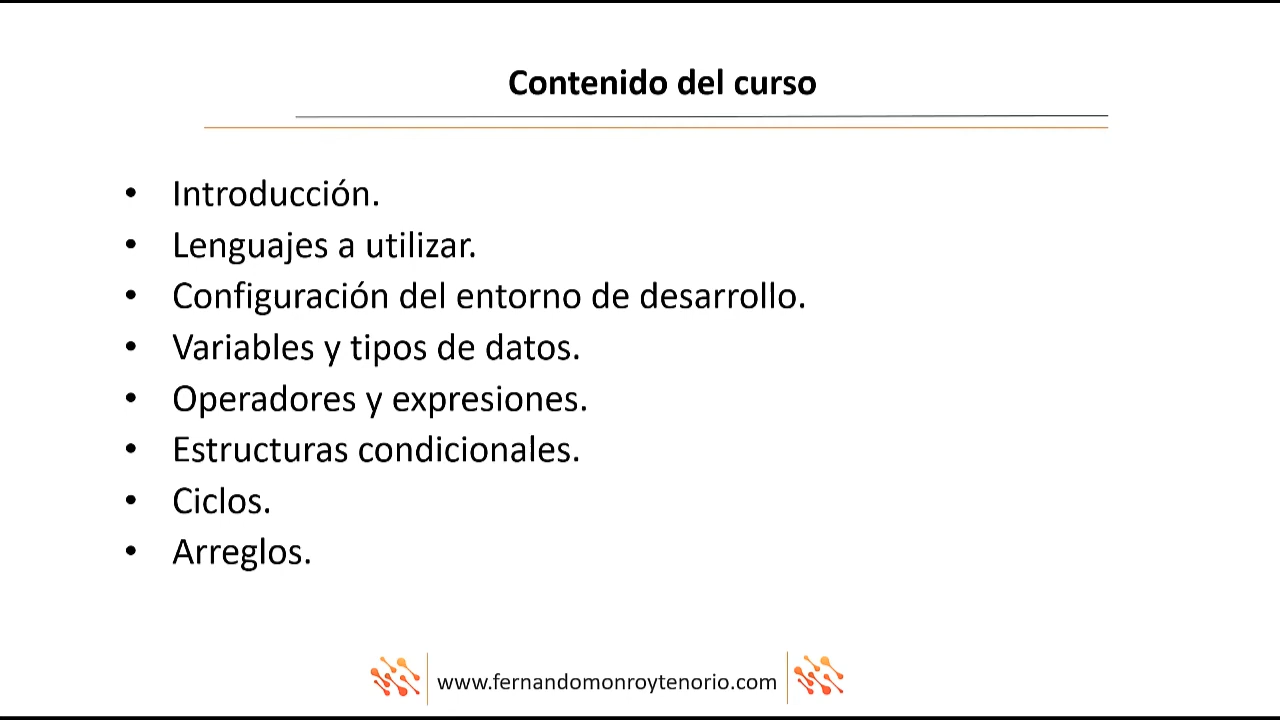 Contenido del curso
• Introducción.
• Lenguajes a utilizar.
• Configuración del entorno de desarrollo.
• Variables y tipos de datos.
• Operadores y expresiones.
• Estructuras condicionales.
• Ciclos.
• Arreglos.
www.fernandomonroytenorio.com